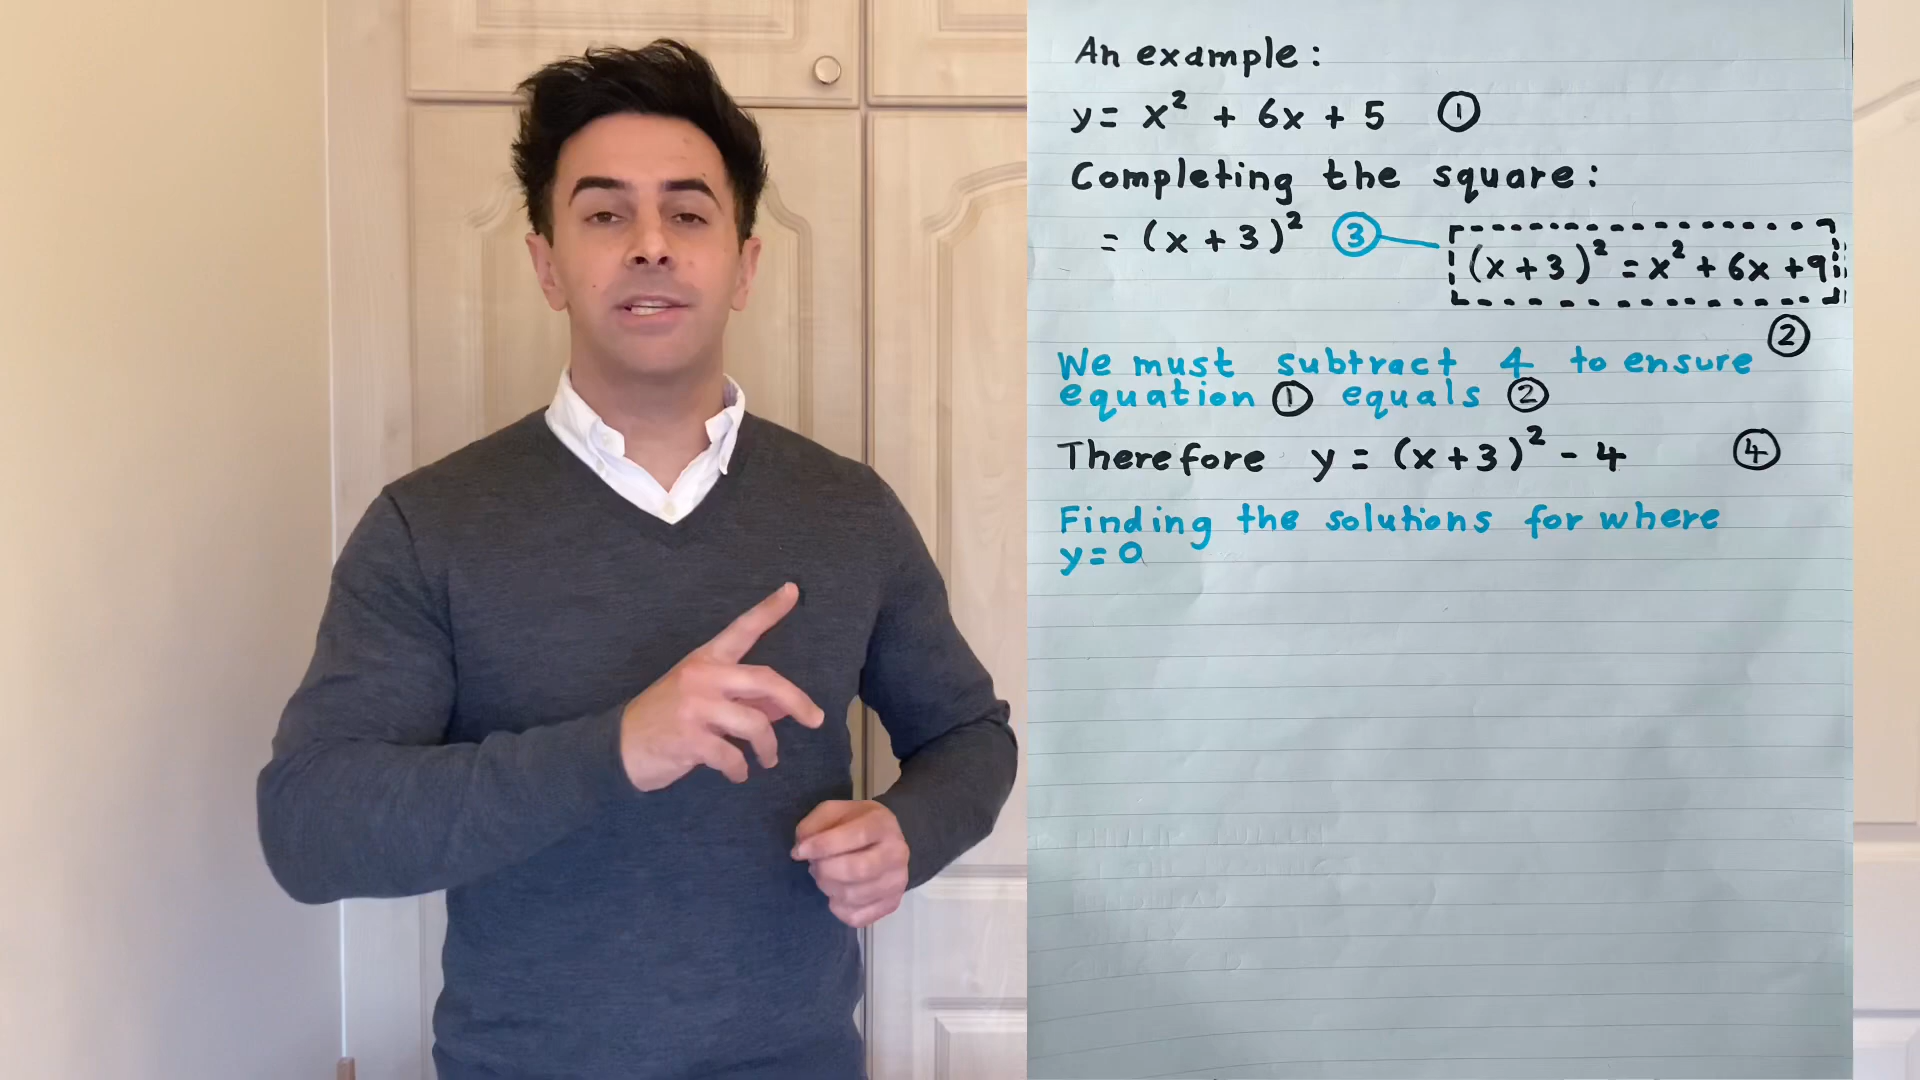 An example:
y = x² + 6x + 5 ①
Completing the square:
= (x + 3)² ③
(x + 3)² = x² + 6x + 9
②
We must subtract 4 to ensure
equation ① equals ②
Therefore y = (x + 3)² - 4 ④
Finding the solutions for where
y = 0